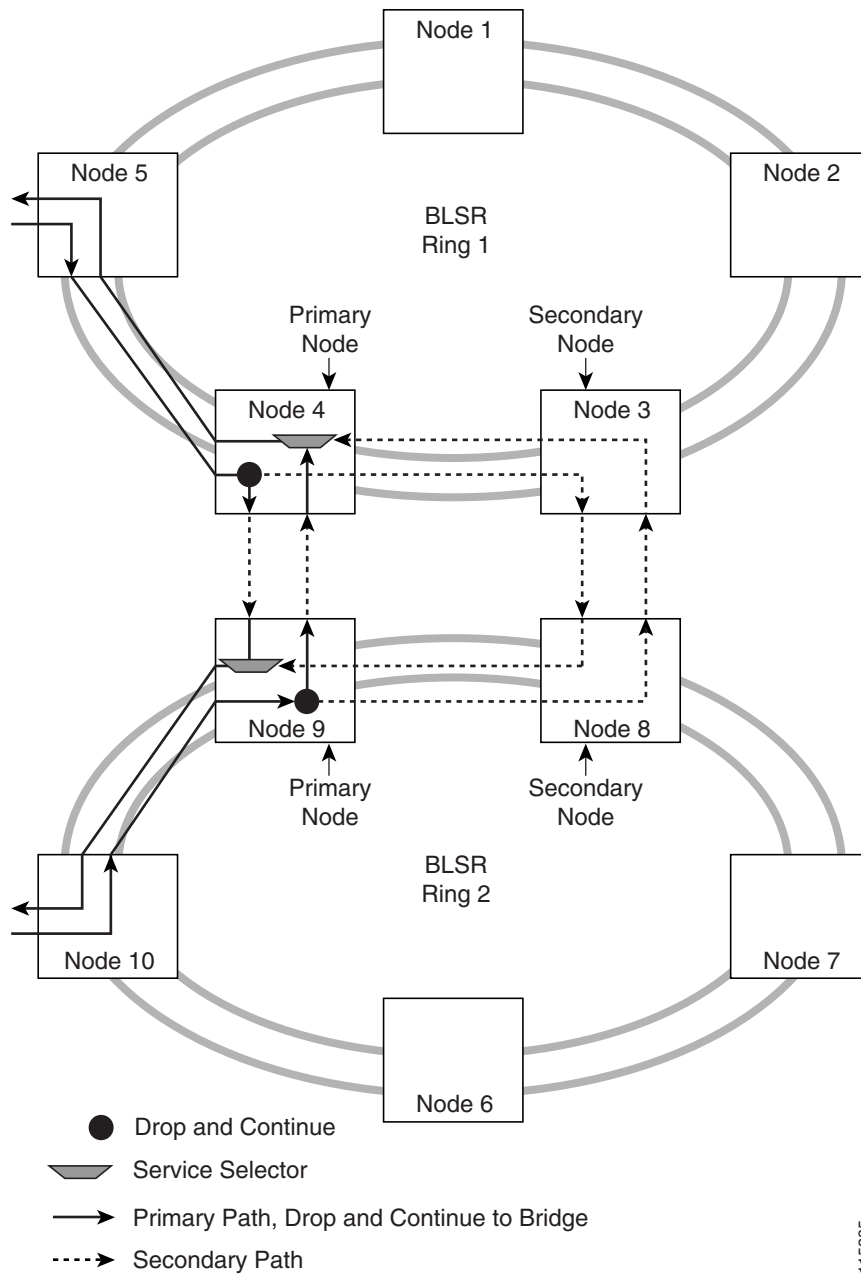 Node 1
Node 5
Node 2
BLSR
Ring 1
Primary
Node
Secondary
Node
Node 4
Node 3
Node 9
Node 8
Primary
Node
Secondary
Node
BLSR
Ring 2
Node 10
Node 7
Node 6
Drop and Continue
Service Selector
Primary Path, Drop and Continue to Bridge
Secondary Path